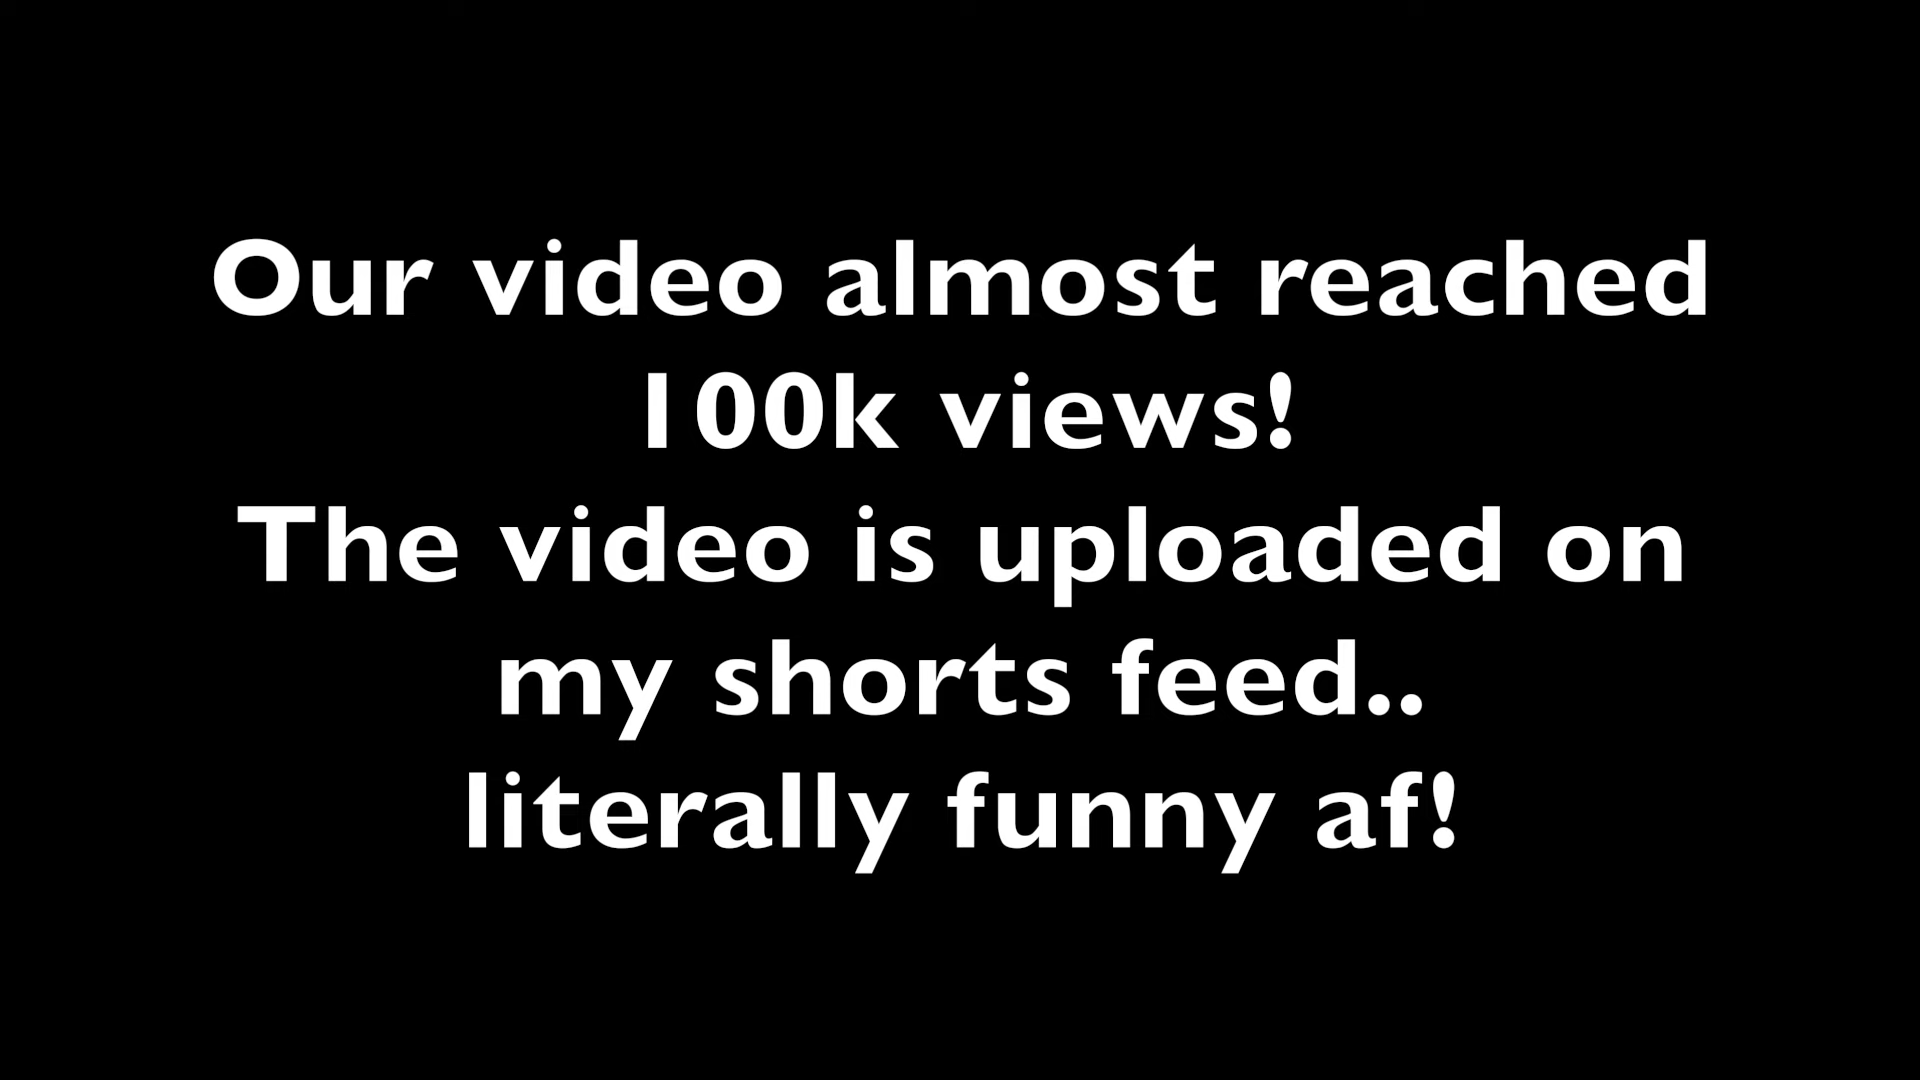 Our video almost reached
100k views!
The video is uploaded on
my shorts feed..
literally funny af!